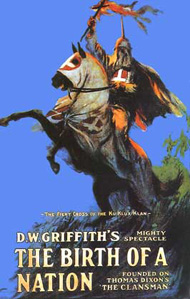 "THE FIERY CROSS OF THE KU KLUX KLAN"
D.W. GRIFFITH'S
MIGHTY
SPECTACLE
THE BIRTH OF A
NATION
FOUNDED ON
THOMAS DIXON'S
"THE CLANSMAN"